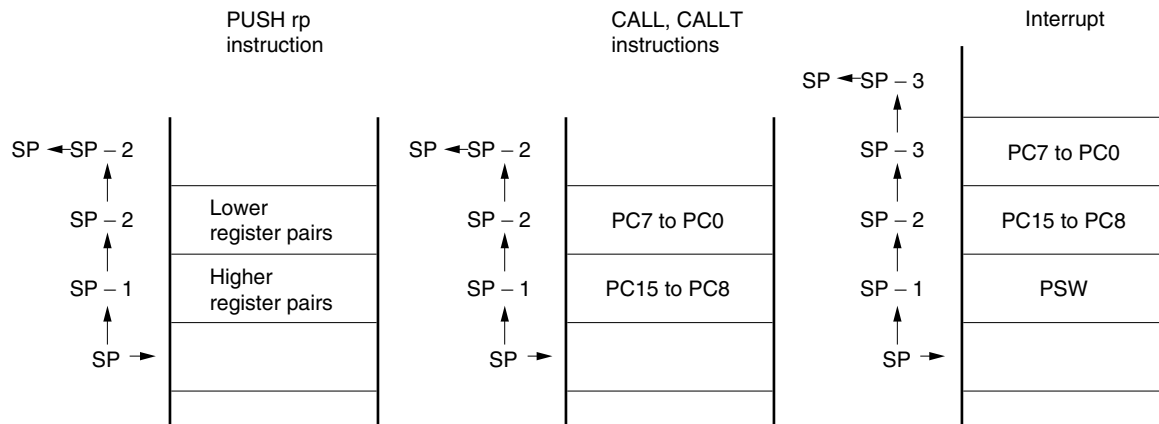 PUSH rp
instruction
SP SP – 2
SP – 2
Lower
register pairs
SP – 1
Higher
register pairs
SP
CALL, CALLT
instructions
SP SP – 2
SP – 2
PC7 to PC0
SP – 1
PC15 to PC8
SP
Interrupt
SP SP – 3
SP – 3
PC7 to PC0
SP – 2
PC15 to PC8
SP – 1
PSW
SP